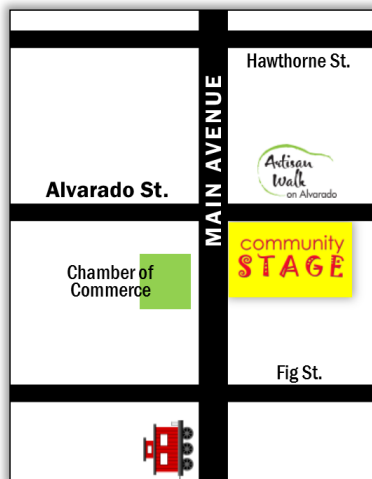 Hawthorne St.
MAIN AVENUE
Artisan
Walk
on Alvarado
Alvarado St.
community
STAGE
Chamber of
Commerce
Fig St.